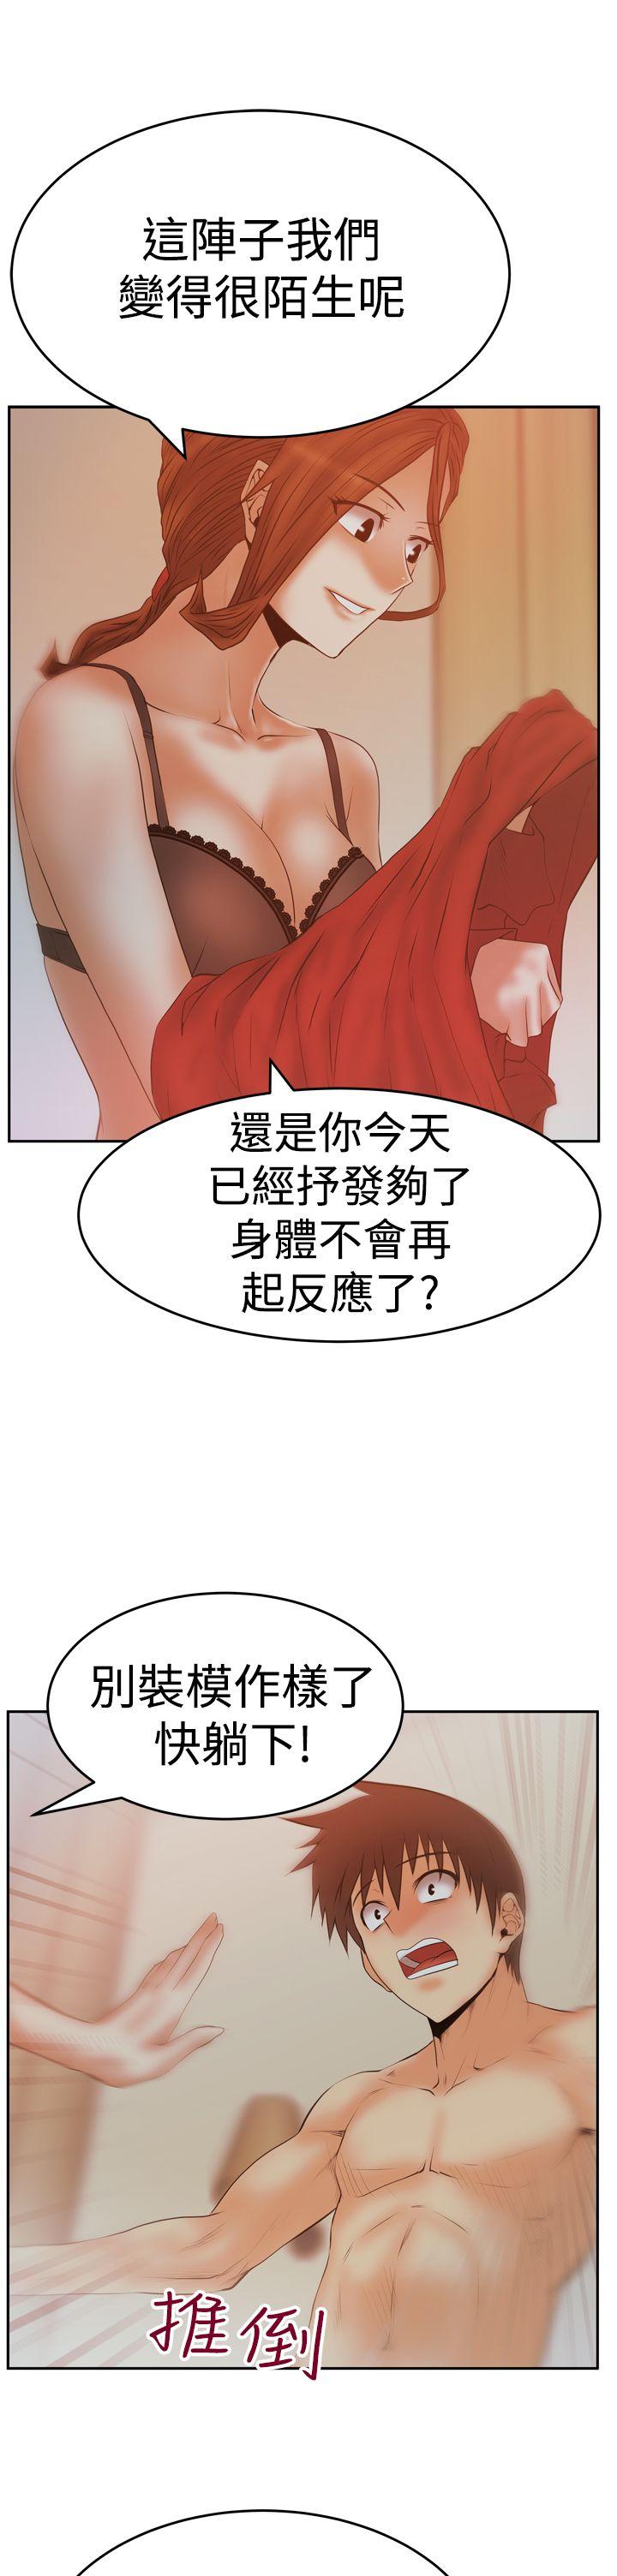 這陣子我們
變得很陌生呢
還是你今天
已經抒發夠了
身體不會再
起反應了?
別裝模作樣了
快躺下!
推倒